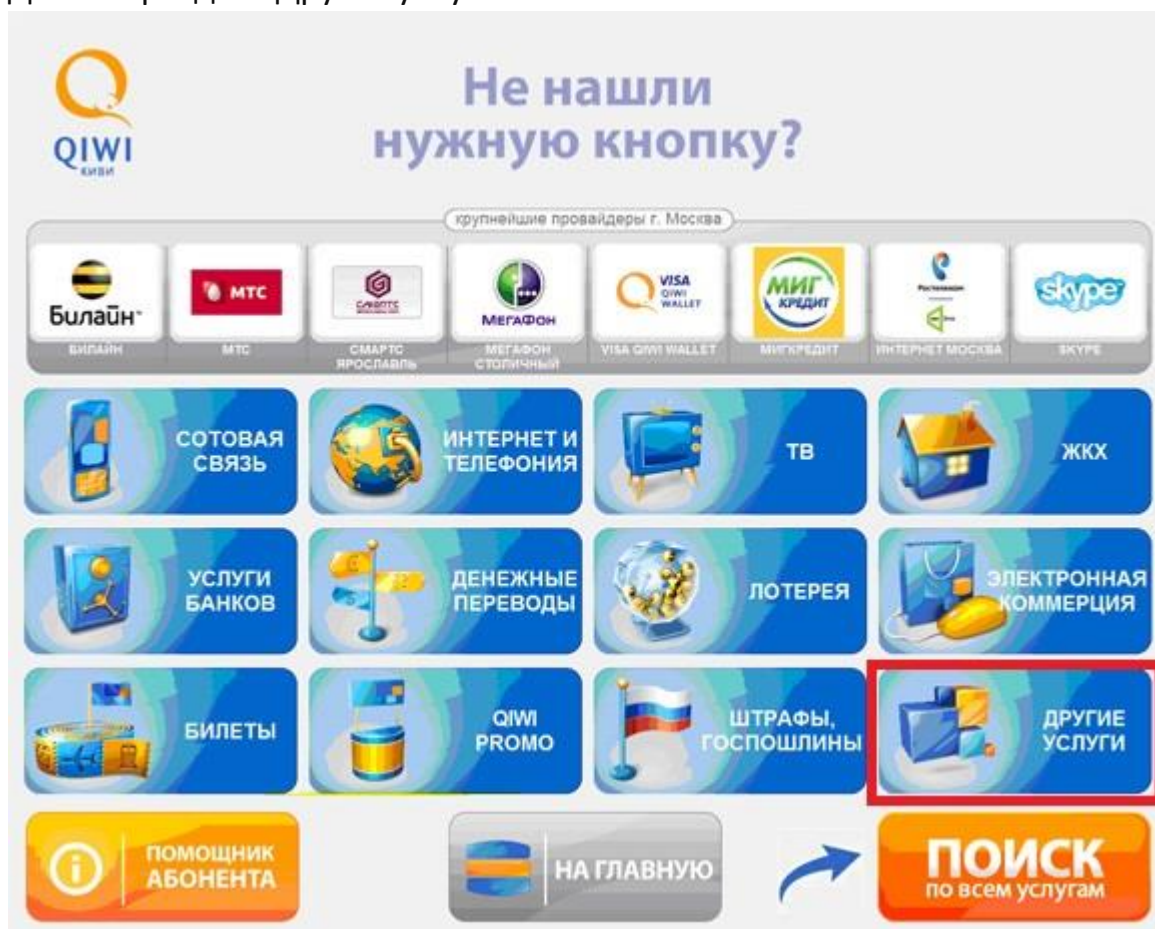 QIWI
киви
Не нашли
нужную кнопку?
крупнейшие провайдеры г. Москва
Билайн
МТС
СМАРТС
МЕГАФОН
VISA
QIWI
WALLET
МИГ
КРЕДИТ
Ростелеком
skype
БИЛАЙН
МТС
СМАРТС
ЯРОСЛАВЛЬ
МЕГАФОН
СТОЛИЧНЫЙ
VISA QIWI WALLET
МИГКРЕДИТ
ИНТЕРНЕТ МОСКВА
SKYPE
СОТОВАЯ
СВЯЗЬ
ИНТЕРНЕТ И
ТЕЛЕФОНИЯ
ТВ
ЖКХ
УСЛУГИ
БАНКОВ
ДЕНЕЖНЫЕ
ПЕРЕВОДЫ
ЛОТЕРЕЯ
ЭЛЕКТРОННАЯ
КОММЕРЦИЯ
БИЛЕТЫ
QIWI
PROMO
ШТРАФЫ,
ГОСПОШЛИНЫ
ДРУГИЕ
УСЛУГИ
ПОМОЩНИК
АБОНЕНТА
НА ГЛАВНУЮ
ПОИСК
по всем услугам